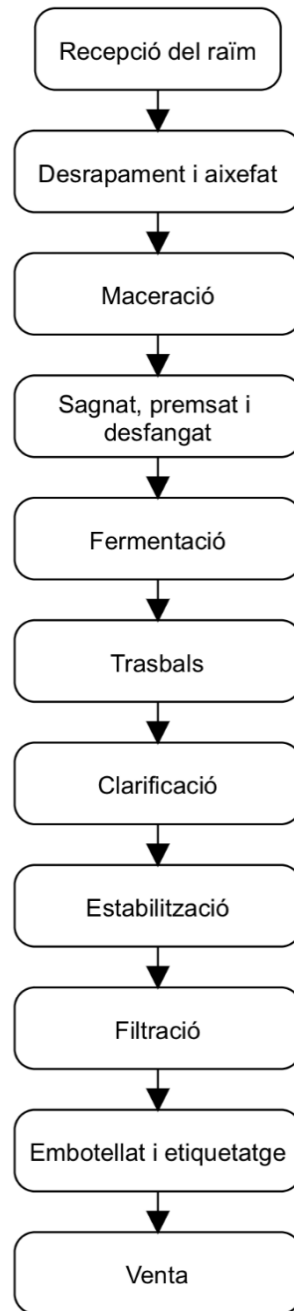 Recepció del raïm
Desrapament i aixefat
Maceració
Sagnat, premsat i
desfangat
Fermentació
Trasbals
Clarificació
Estabilització
Filtració
Embotellat i etiquetatge
Venta